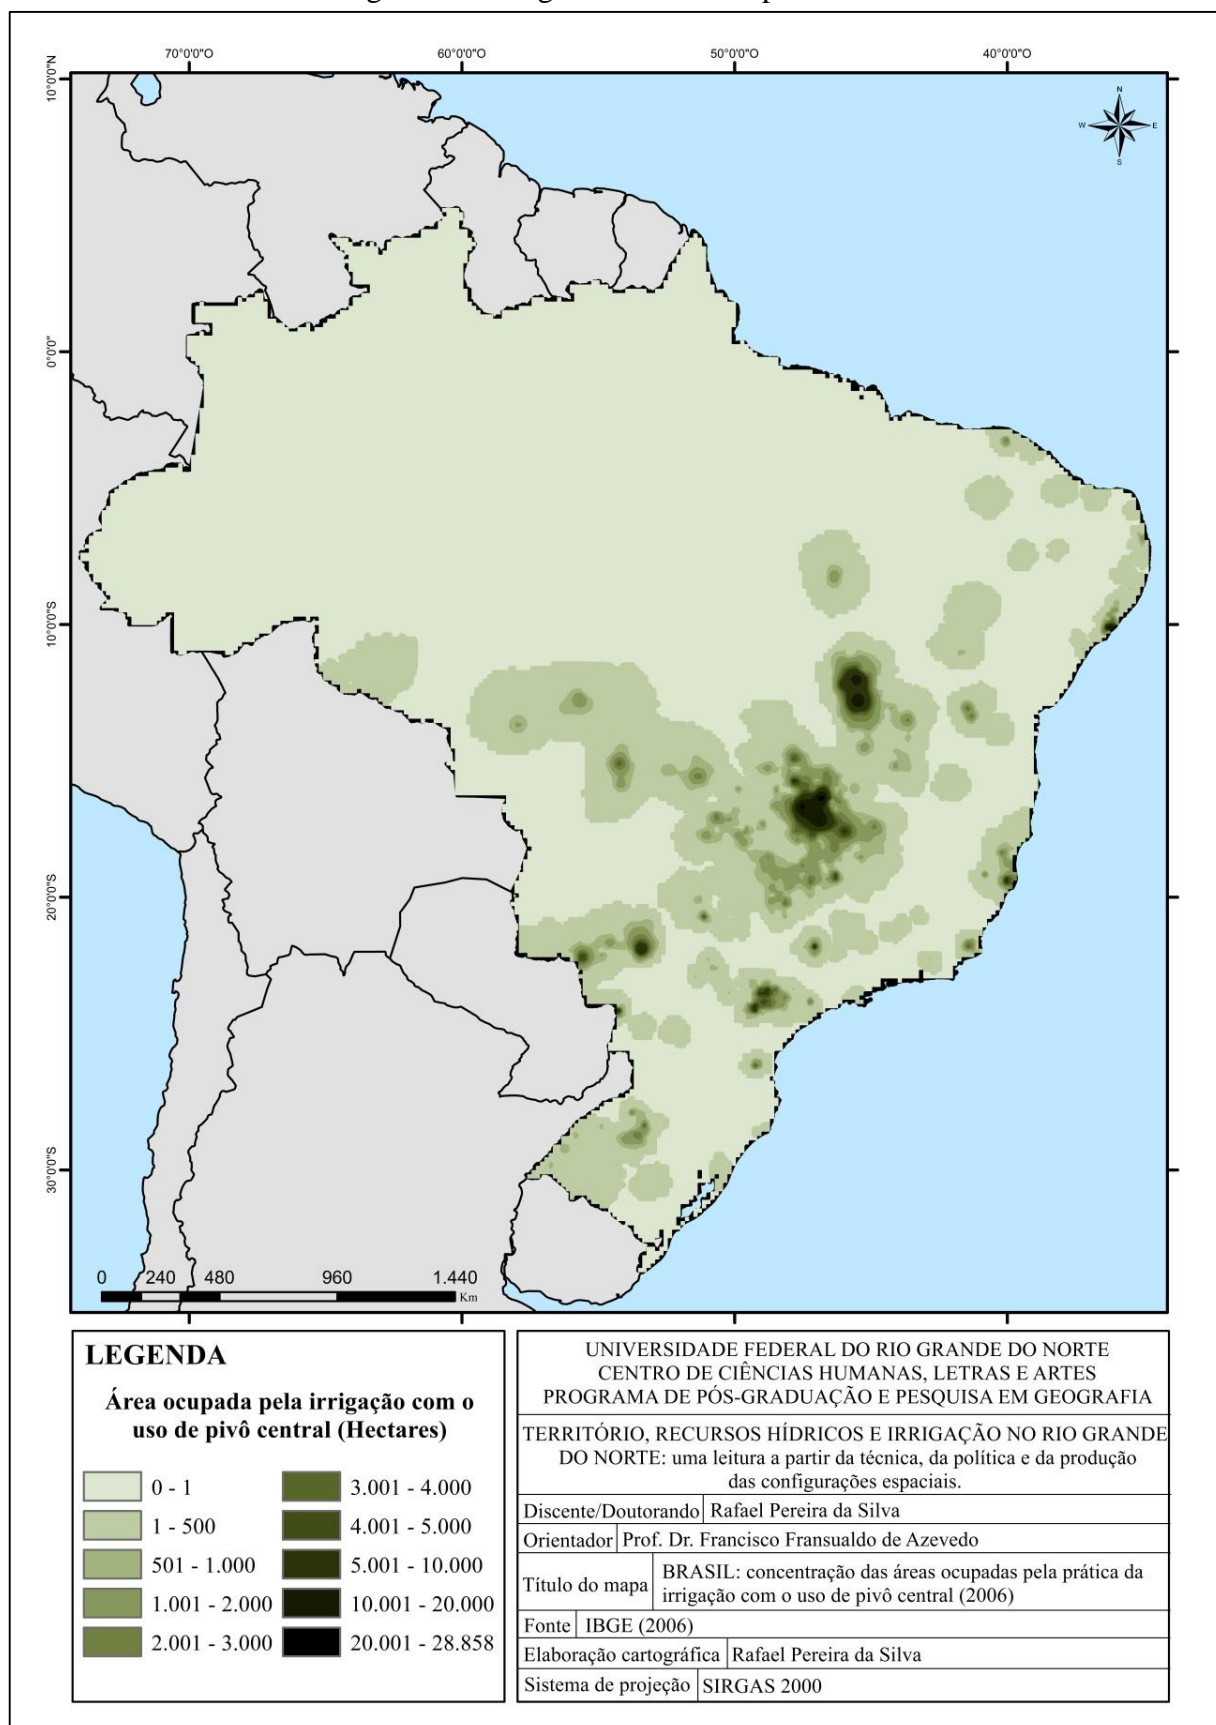 70°0'0"O 60°0'0"O 50°0'0"O 40°0'0"O
10°0'0"N
0°0'0"
10°0'0"S
20°0'0"S
30°0'0"S
N
W E
S
0 240 480 960 1.440
Km
LEGENDA
Área ocupada pela irrigação com o
uso de pivô central (Hectares)
0 - 1
1 - 500
501 - 1.000
1.001 - 2.000
2.001 - 3.000
3.001 - 4.000
4.001 - 5.000
5.001 - 10.000
10.001 - 20.000
20.001 - 28.858
UNIVERSIDADE FEDERAL DO RIO GRANDE DO NORTE
CENTRO DE CIÊNCIAS HUMANAS, LETRAS E ARTES
PROGRAMA DE PÓS-GRADUAÇÃO E PESQUISA EM GEOGRAFIA
TERRITÓRIO, RECURSOS HÍDRICOS E IRRIGAÇÃO NO RIO GRANDE
DO NORTE: uma leitura a partir da técnica, da política e da produção
das configurações espaciais.
Discente/Doutorando Rafael Pereira da Silva
Orientador Prof. Dr. Francisco Fransualdo de Azevedo
Título do mapa BRASIL: concentração das áreas ocupadas pela prática da
irrigação com o uso de pivô central (2006)
Fonte IBGE (2006)
Elaboração cartográfica Rafael Pereira da Silva
Sistema de projeção SIRGAS 2000